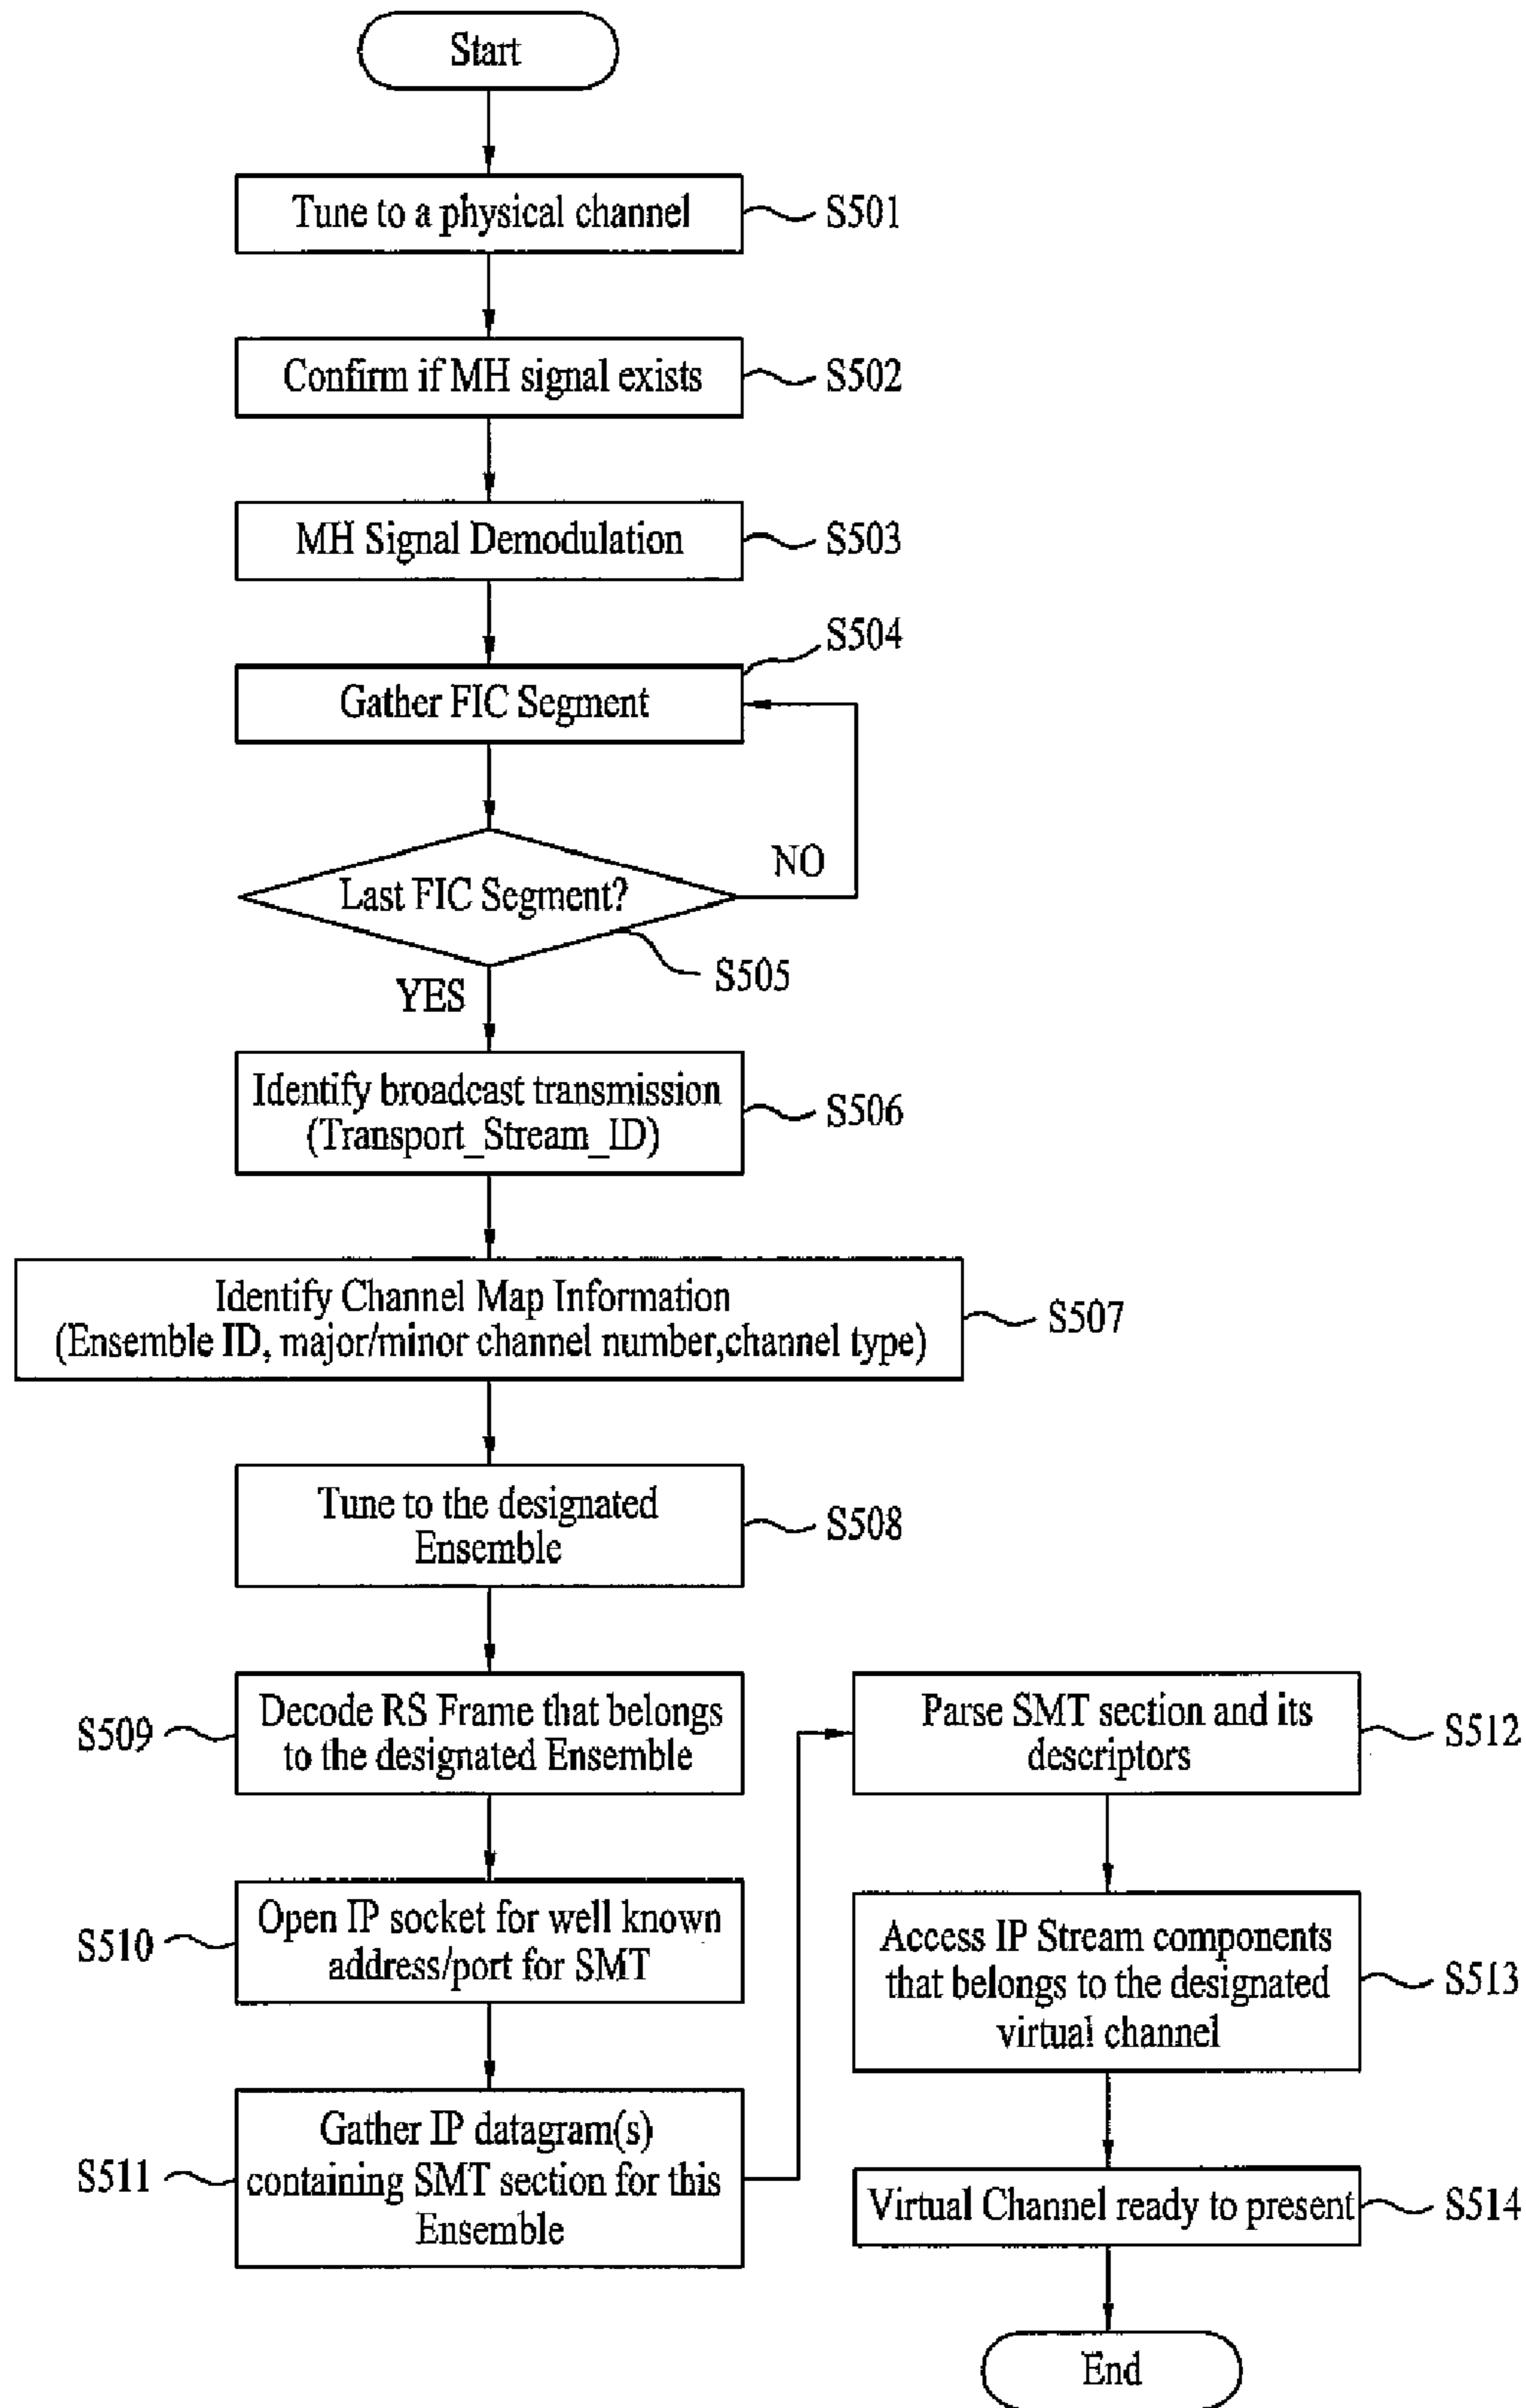 Start
Tune to a physical channel
S501
Confirm if MH signal exists
S502
MH Signal Demodulation
S503
S504
Gather FIC Segment
NO
Last FIC Segment?
S505
YES
Identify broadcast transmission
(Transport_Stream_ID)
S506
Identify Channel Map Information
(Ensemble ID, major/minor channel number,channel type)
S507
Tune to the designated
Ensemble
S508
S509
Decode RS Frame that belongs
to the designated Ensemble
S510
Open IP socket for well known
address/port for SMT
S511
Gather IP datagram(s)
containing SMT section for this
Ensemble
Parse SMT section and its
descriptors
S512
Access IP Stream components
that belongs to the designated
virtual channel
S513
Virtual Channel ready to present
S514
End